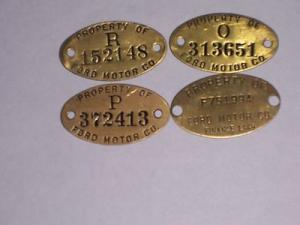 PROPERTY OF
R
152148
FORD MOTOR CO.
PROPERTY OF
O
313651
FORD MOTOR CO.
PROPERTY OF
P
372413
FORD MOTOR CO.
PROPERTY OF
FORD MOTOR CO.